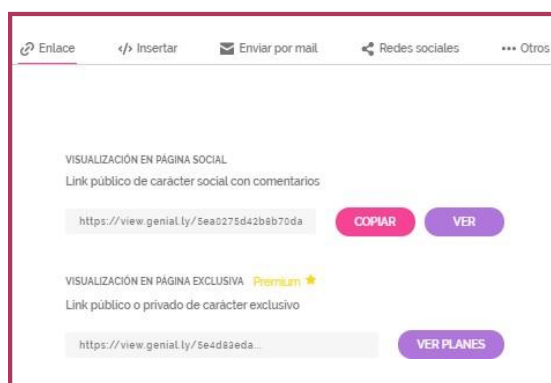 Enlace </> Insertar Enviar por mail Redes sociales ••• Otros
VISUALIZACIÓN EN PÁGINA SOCIAL
Link público de carácter social con comentarios
https://view.genial.ly/5ea0275d42b8b70da COPIAR VER
VISUALIZACIÓN EN PÁGINA EXCLUSIVA Premium ★
Link público o privado de carácter exclusivo
https://view.genial.ly/5e4d83eda... VER PLANES